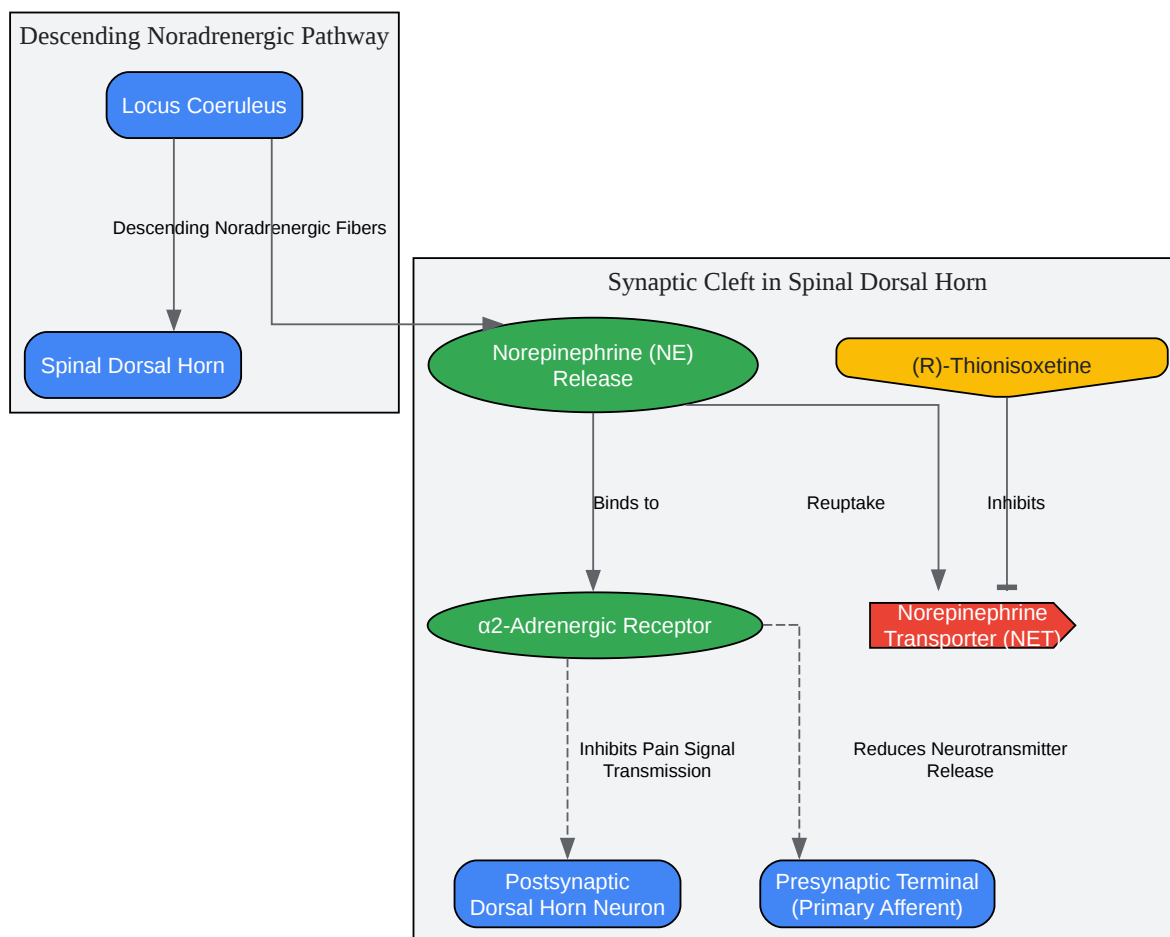 Descending Noradrenergic Pathway
Locus Coeruleus
Descending Noradrenergic Fibers
Spinal Dorsal Horn
Synaptic Cleft in Spinal Dorsal Horn
Norepinephrine (NE)
Release
(R)-Thionisoxetine
Binds to
Reuptake
Inhibits
α2-Adrenergic Receptor
Norepinephrine
Transporter (NET)
Inhibits Pain Signal
Transmission
Reduces Neurotransmitter
Release
Postsynaptic
Dorsal Horn Neuron
Presynaptic Terminal
(Primary Afferent)